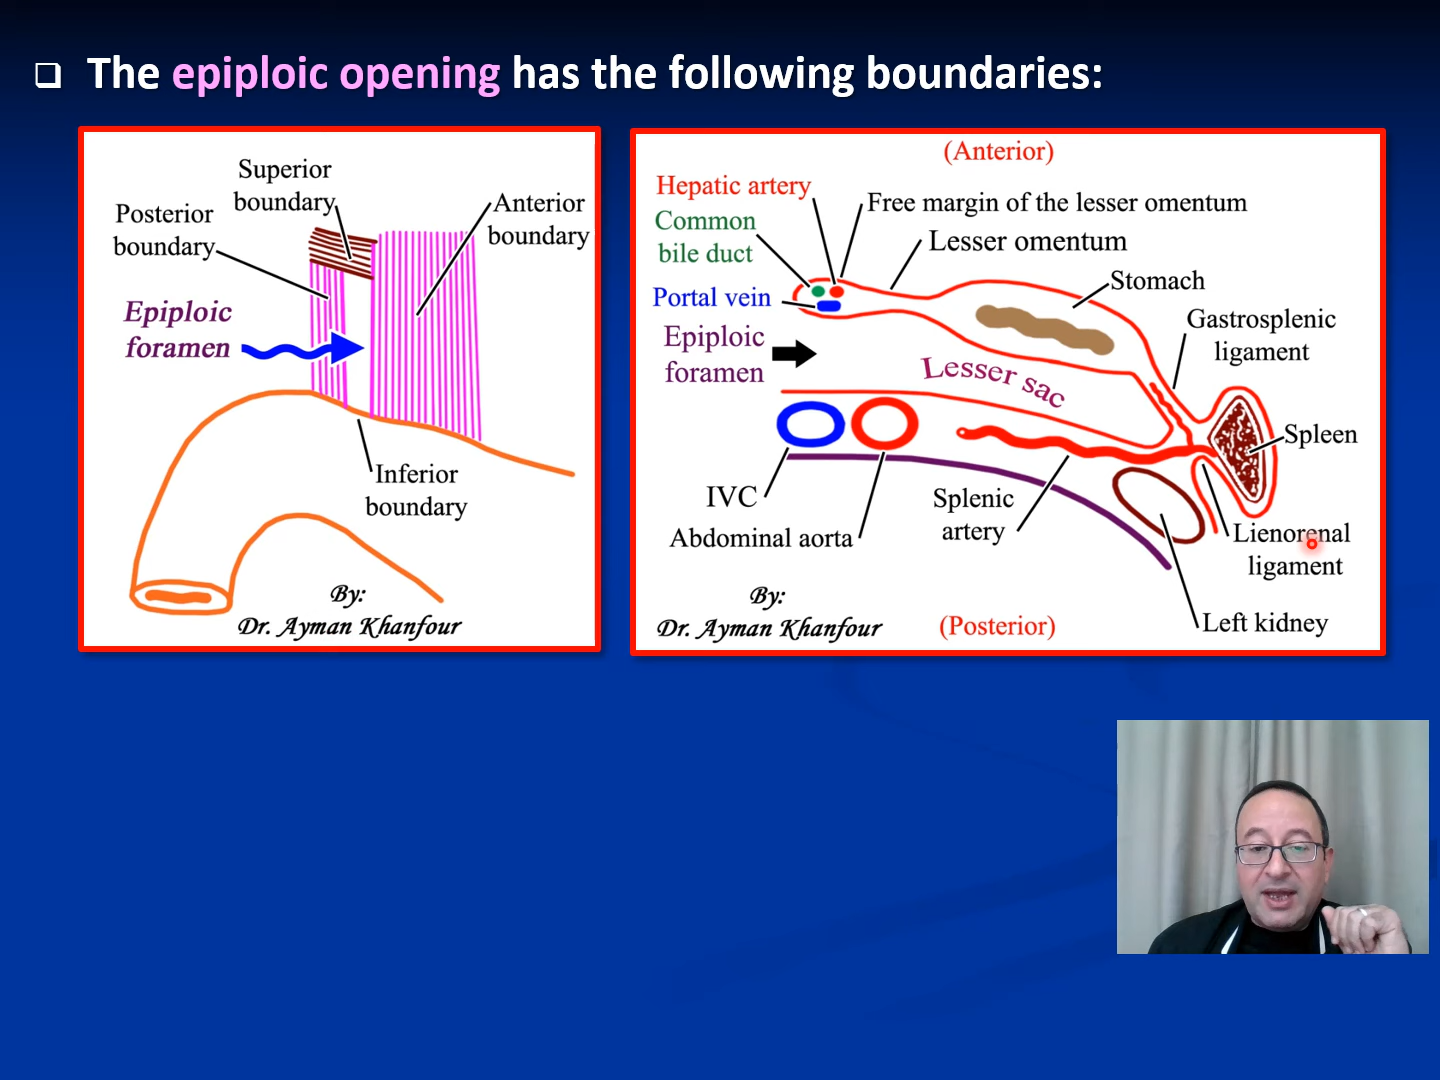 ❑ The epiploic opening has the following boundaries:
Superior
boundary
Posterior
boundary
Anterior
boundary
Epiploic
foramen
Inferior
boundary
By:
Dr. Ayman Khanfour
(Anterior)
Hepatic artery
Free margin of the lesser omentum
Common
bile duct
Lesser omentum
Portal vein
Stomach
Epiploic
foramen
Gastrosplenic
ligament
Lesser sac
Spleen
IVC
Splenic
artery
Abdominal aorta
Lienorenal
ligament
By:
Dr. Ayman Khanfour
(Posterior)
Left kidney